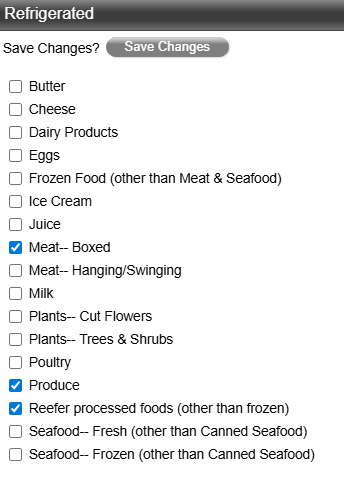 Refrigerated
Save Changes? Save Changes
Butter
Cheese
Dairy Products
Eggs
Frozen Food (other than Meat & Seafood)
Ice Cream
Juice
Meat-- Boxed
Meat-- Hanging/Swinging
Milk
Plants-- Cut Flowers
Plants-- Trees & Shrubs
Poultry
Produce
Reefer processed foods (other than frozen)
Seafood-- Fresh (other than Canned Seafood)
Seafood-- Frozen (other than Canned Seafood)